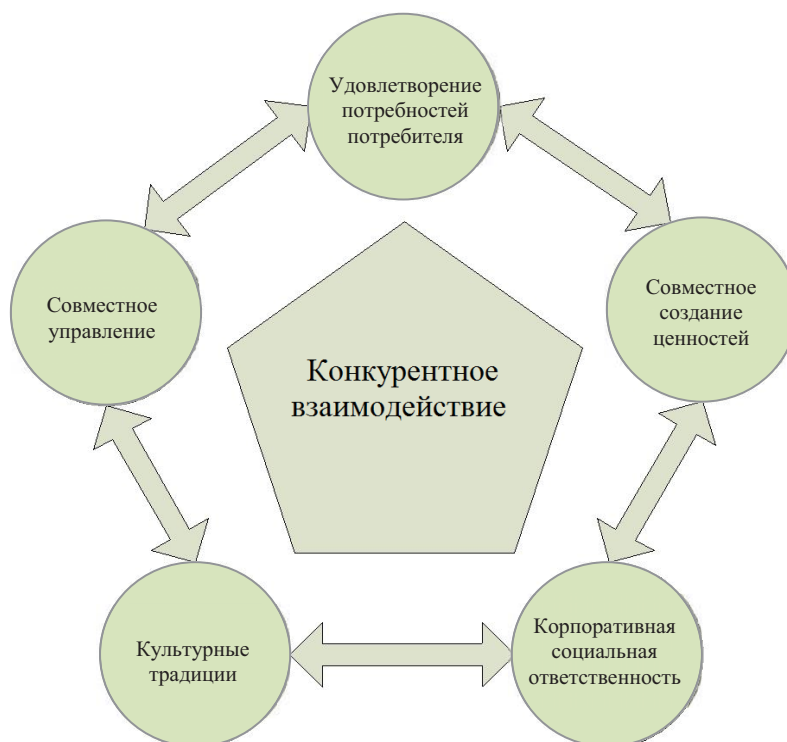 Удовлетворение
потребностей
потребителя
Совместное
управление
Совместное
создание
ценностей
Конкурентное
взаимодействие
Культурные
традиции
Корпоративная
социальная
ответственность